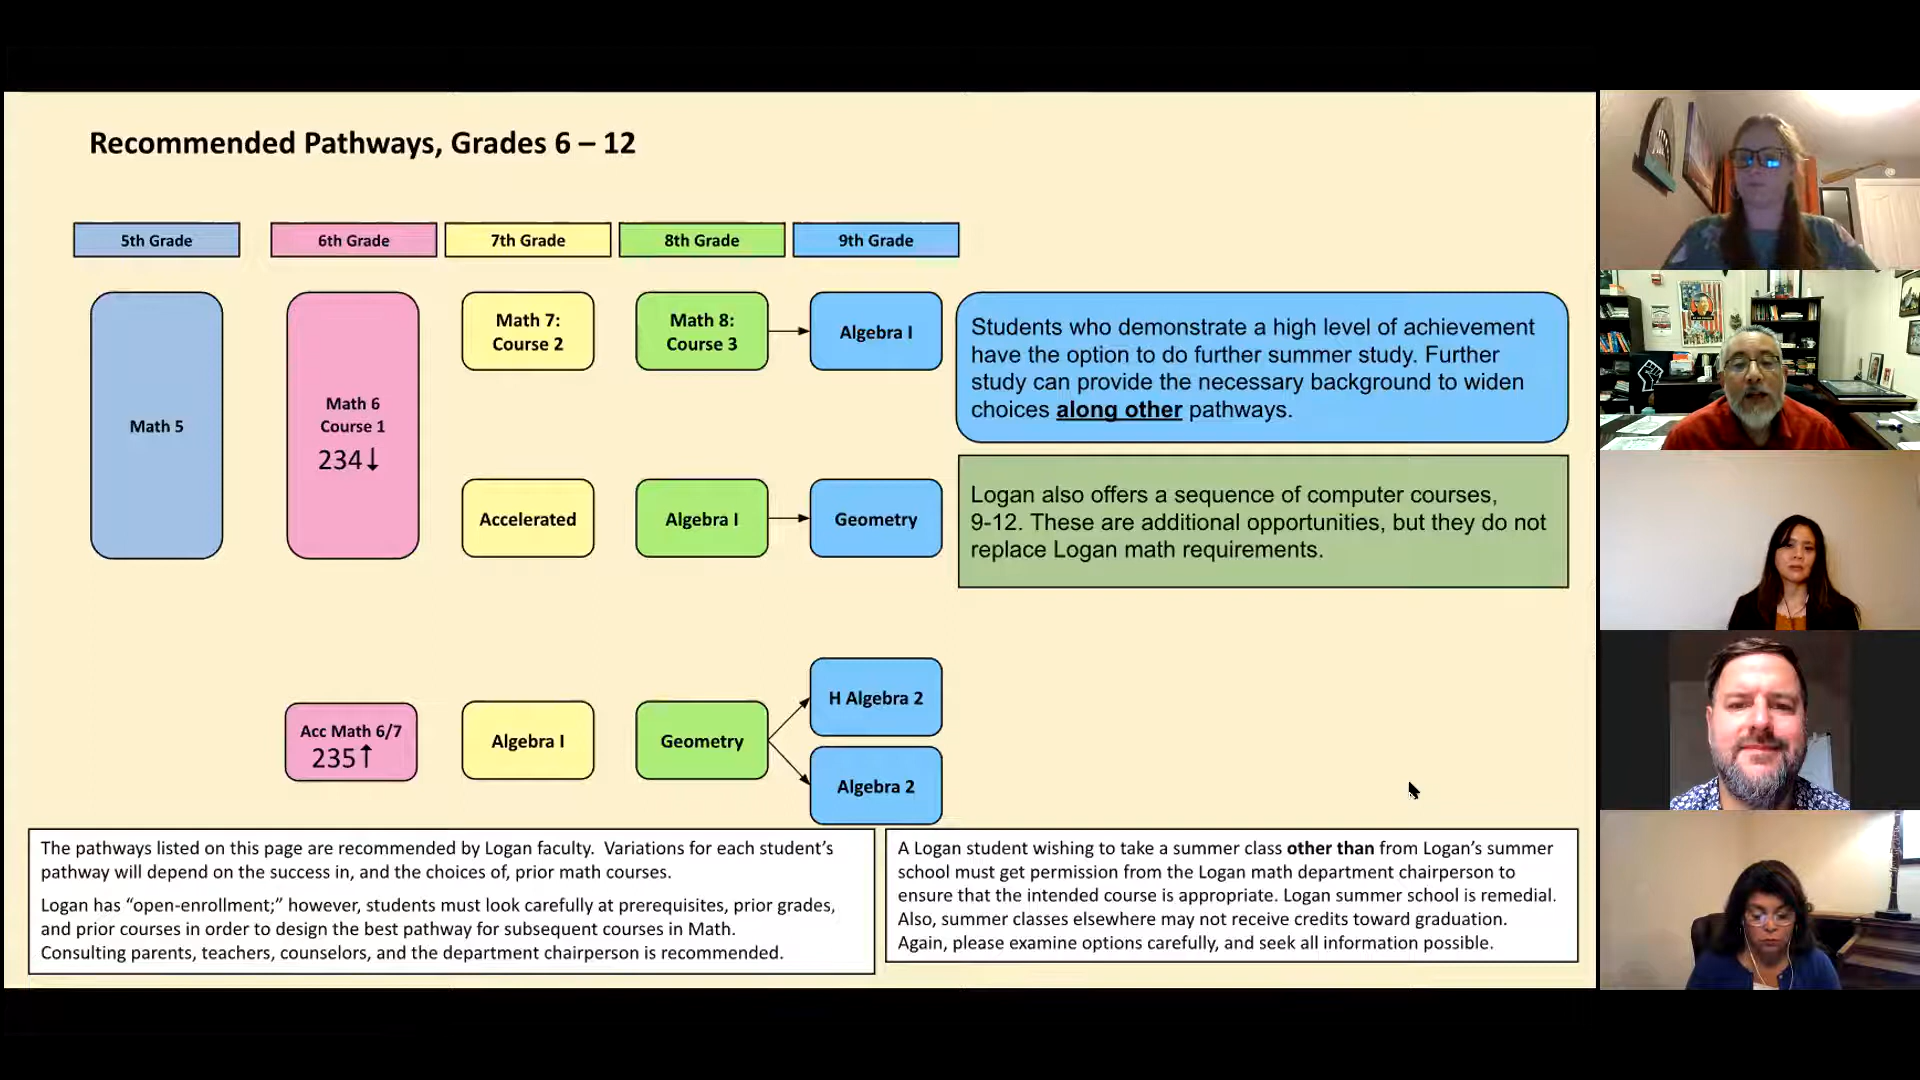 Recommended Pathways, Grades 6 – 12
5th Grade
6th Grade
7th Grade
8th Grade
9th Grade
Math 5
Math 6
Course 1
234↓
Math 7:
Course 2
Math 8:
Course 3
Algebra I
Students who demonstrate a high level of achievement
have the option to do further summer study. Further
study can provide the necessary background to widen
choices along other pathways.
Accelerated
Algebra I
Geometry
Logan also offers a sequence of computer courses,
9-12. These are additional opportunities, but they do not
replace Logan math requirements.
Acc Math 6/7
235↑
Algebra I
Geometry
H Algebra 2
Algebra 2
The pathways listed on this page are recommended by Logan faculty. Variations for each student’s
pathway will depend on the success in, and the choices of, prior math courses.
Logan has “open-enrollment;” however, students must look carefully at prerequisites, prior grades,
and prior courses in order to design the best pathway for subsequent courses in Math.
Consulting parents, teachers, counselors, and the department chairperson is recommended.
A Logan student wishing to take a summer class other than from Logan’s summer
school must get permission from the Logan math department chairperson to
ensure that the intended course is appropriate. Logan summer school is remedial.
Also, summer classes elsewhere may not receive credits toward graduation.
Again, please examine options carefully, and seek all information possible.